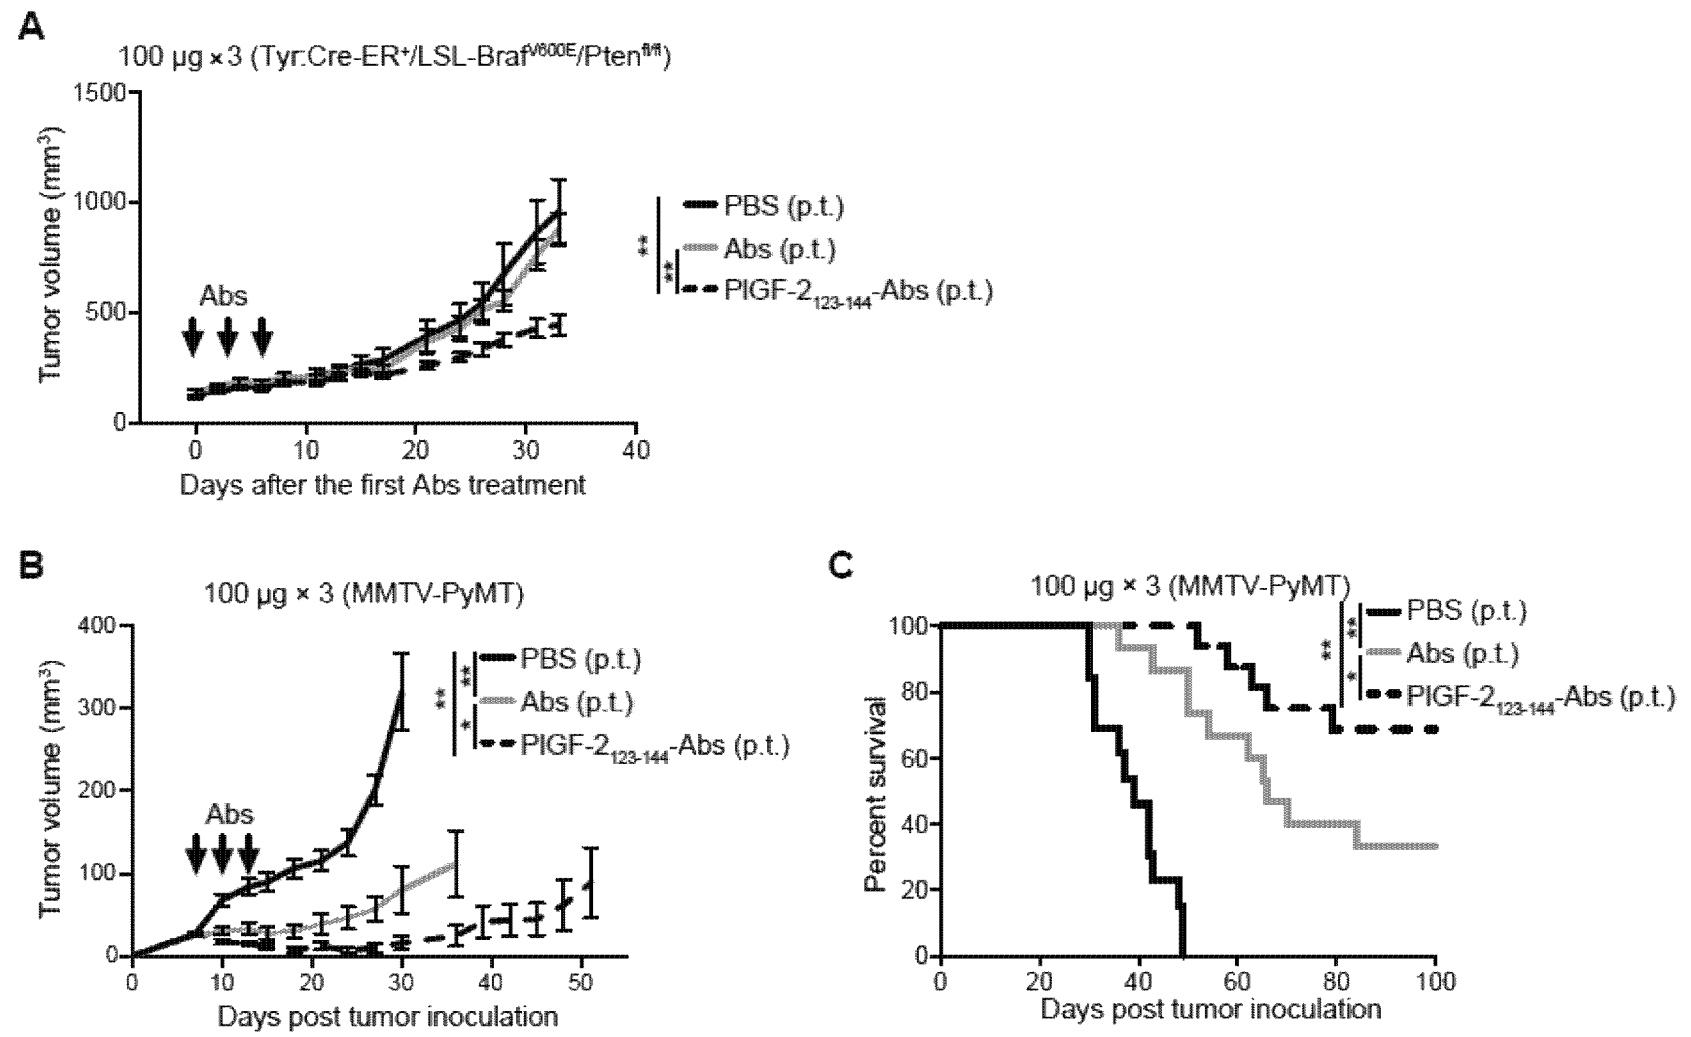 A
100 µg ×3 (Tyr:Cre-ER⁺/LSL-Braf^V600E/Pten^fl/fl)
1500
1000
500
0
Tumor volume (mm³)
Abs
0 10 20 30 40
Days after the first Abs treatment
** **
PBS (p.t.)
Abs (p.t.)
PlGF-2₁₂₃₋₁₄₄-Abs (p.t.)
B
100 µg × 3 (MMTV-PyMT)
400
300
200
100
0
Tumor volume (mm³)
Abs
0 10 20 30 40 50
Days post tumor inoculation
** ** *
PBS (p.t.)
Abs (p.t.)
PlGF-2₁₂₃₋₁₄₄-Abs (p.t.)
C
100 µg × 3 (MMTV-PyMT)
100
80
60
40
20
0
Percent survival
0 20 40 60 80 100
Days post tumor inoculation
** ** *
PBS (p.t.)
Abs (p.t.)
PlGF-2₁₂₃₋₁₄₄-Abs (p.t.)